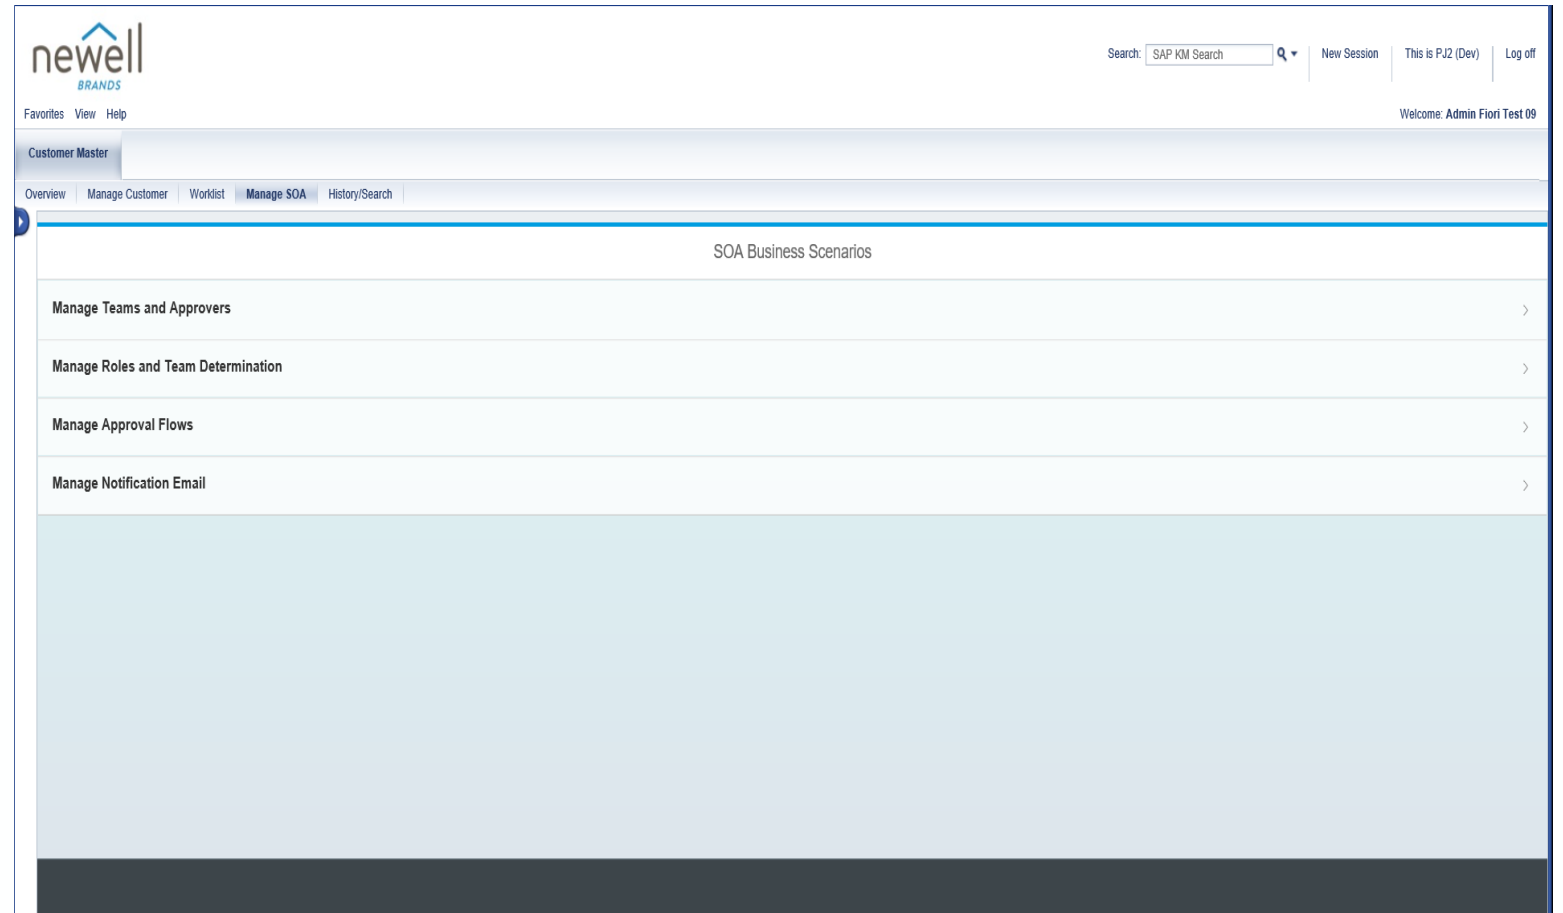 newell
BRANDS
Search: SAP KM Search New Session This is PJ2 (Dev) Log off
Favorites View Help
Welcome: Admin Fiori Test 09
Customer Master
Overview Manage Customer Worklist Manage SOA History/Search
SOA Business Scenarios
Manage Teams and Approvers
Manage Roles and Team Determination
Manage Approval Flows
Manage Notification Email